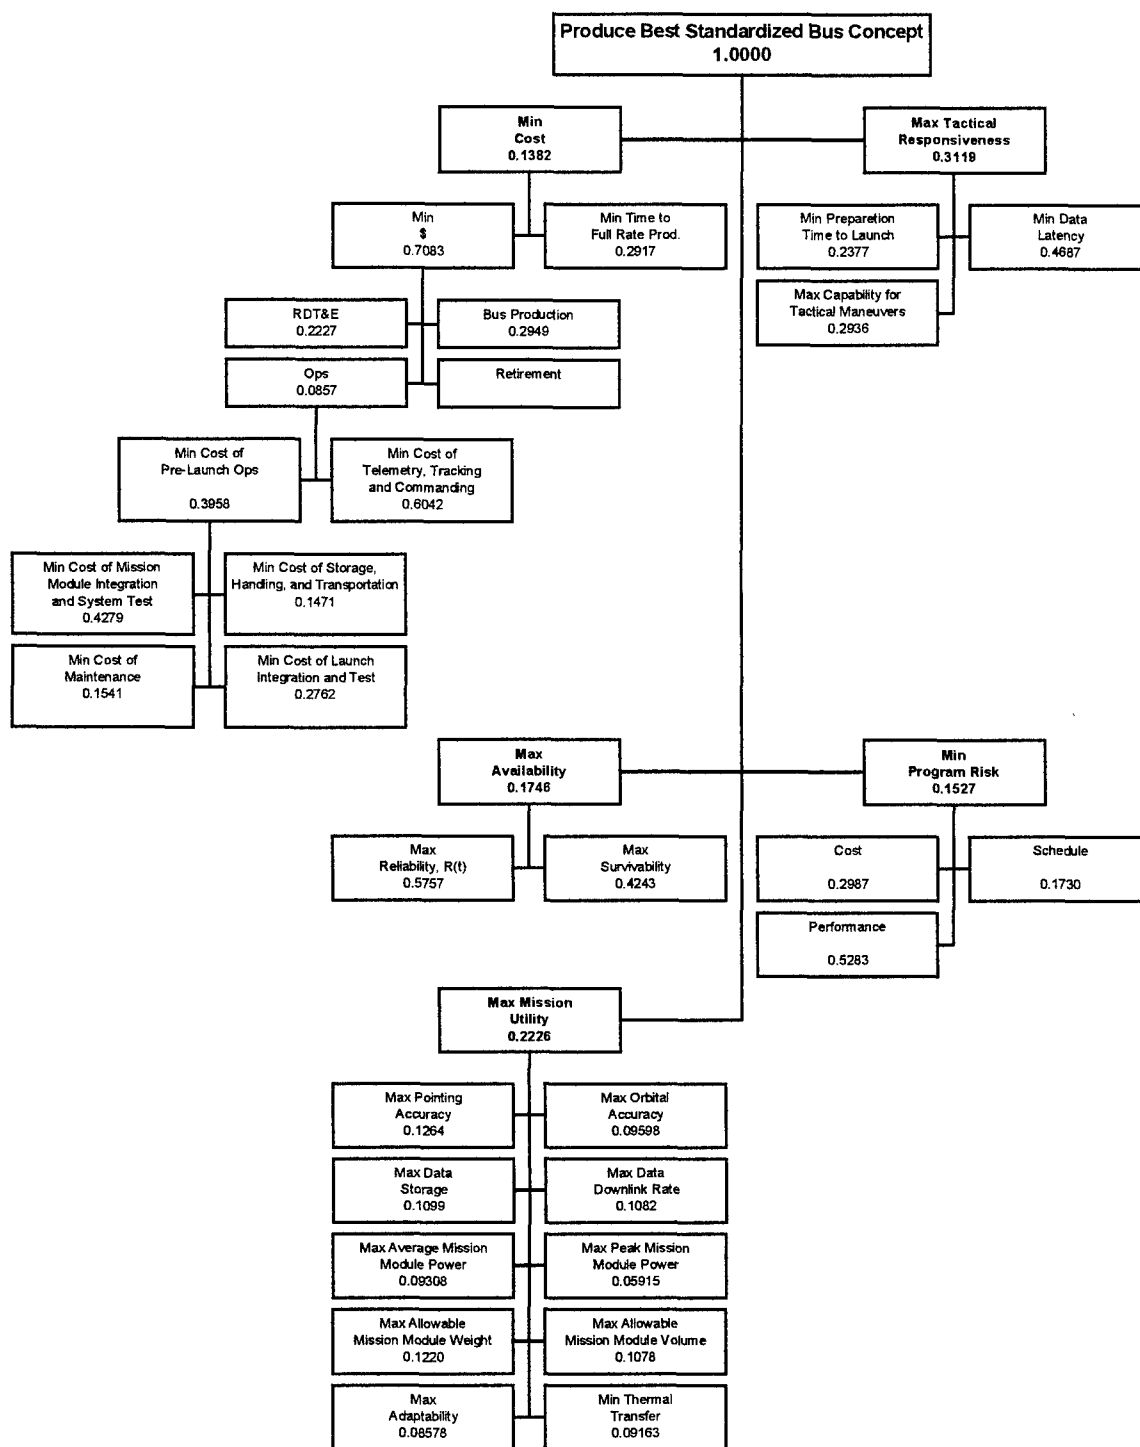 Produce Best Standardized Bus Concept
1.0000
Min
Cost
0.1382
Max Tactical
Responsiveness
0.3119
Min
$
0.7083
Min Time to
Full Rate Prod.
0.2917
Min Preparetion
Time to Launch
0.2377
Min Data
Latency
0.4687
Max Capability for
Tactical Maneuvers
0.2936
RDT&E
0.2227
Bus Production
0.2949
Ops
0.0857
Retirement
Min Cost of
Pre-Launch Ops
0.3958
Min Cost of
Telemetry, Tracking
and Commanding
0.6042
Min Cost of Mission
Module Integration
and System Test
0.4279
Min Cost of Storage,
Handling, and Transportation
0.1471
Min Cost of
Maintenance
0.1541
Min Cost of Launch
Integration and Test
0.2762
Max
Availability
0.1746
Min
Program Risk
0.1527
Max
Reliability, R(t)
0.5757
Max
Survivability
0.4243
Cost
0.2987
Schedule
0.1730
Performance
0.5283
Max Mission
Utility
0.2226
Max Pointing
Accuracy
0.1264
Max Orbital
Accuracy
0.09598
Max Data
Storage
0.1099
Max Data
Downlink Rate
0.1082
Max Average Mission
Module Power
0.09308
Max Peak Mission
Module Power
0.05915
Max Allowable
Mission Module Weight
0.1220
Max Allowable
Mission Module Volume
0.1078
Max
Adaptability
0.08578
Min Thermal
Transfer
0.09163